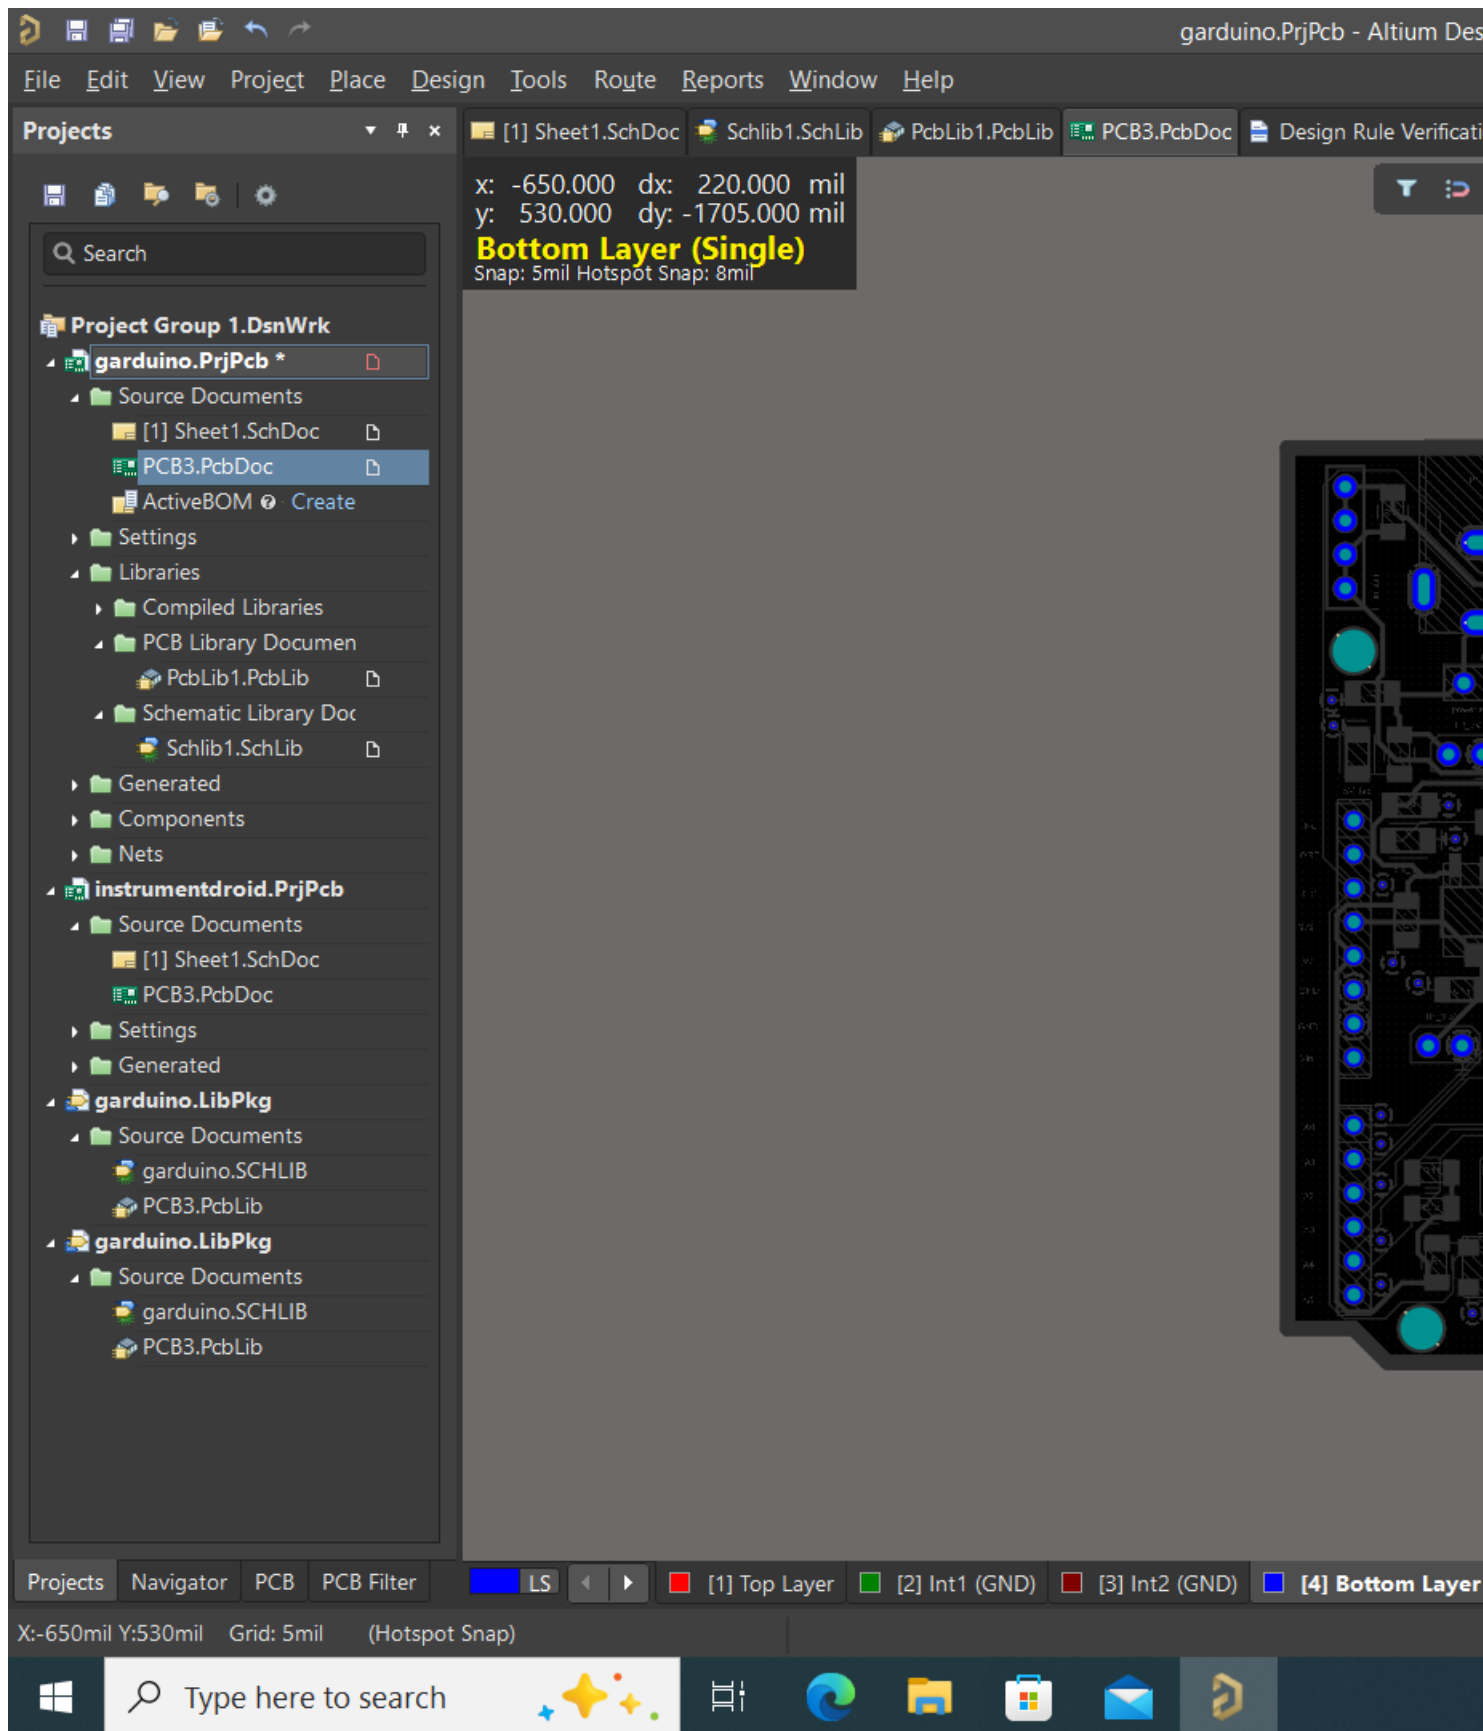 garduino.PrjPcb - Altium Des
File Edit View Project Place Design Tools Route Reports Window Help
Projects
[1] Sheet1.SchDoc Schlib1.SchLib PcbLib1.PcbLib PCB3.PcbDoc Design Rule Verificati
x: -650.000 dx: 220.000 mil
y: 530.000 dy: -1705.000 mil
Bottom Layer (Single)
Snap: 5mil Hotspot Snap: 8mil
Search
Project Group 1.DsnWrk
garduino.PrjPcb *
Source Documents
[1] Sheet1.SchDoc
PCB3.PcbDoc
ActiveBOM Create
Settings
Libraries
Compiled Libraries
PCB Library Documen
PcbLib1.PcbLib
Schematic Library Doc
Schlib1.SchLib
Generated
Components
Nets
instrumentdroid.PrjPcb
Source Documents
[1] Sheet1.SchDoc
PCB3.PcbDoc
Settings
Generated
garduino.LibPkg
Source Documents
garduino.SCHLIB
PCB3.PcbLib
garduino.LibPkg
Source Documents
garduino.SCHLIB
PCB3.PcbLib
Projects Navigator PCB PCB Filter
LS [1] Top Layer [2] Int1 (GND) [3] Int2 (GND) [4] Bottom Layer
X:-650mil Y:530mil Grid: 5mil (Hotspot Snap)
Type here to search